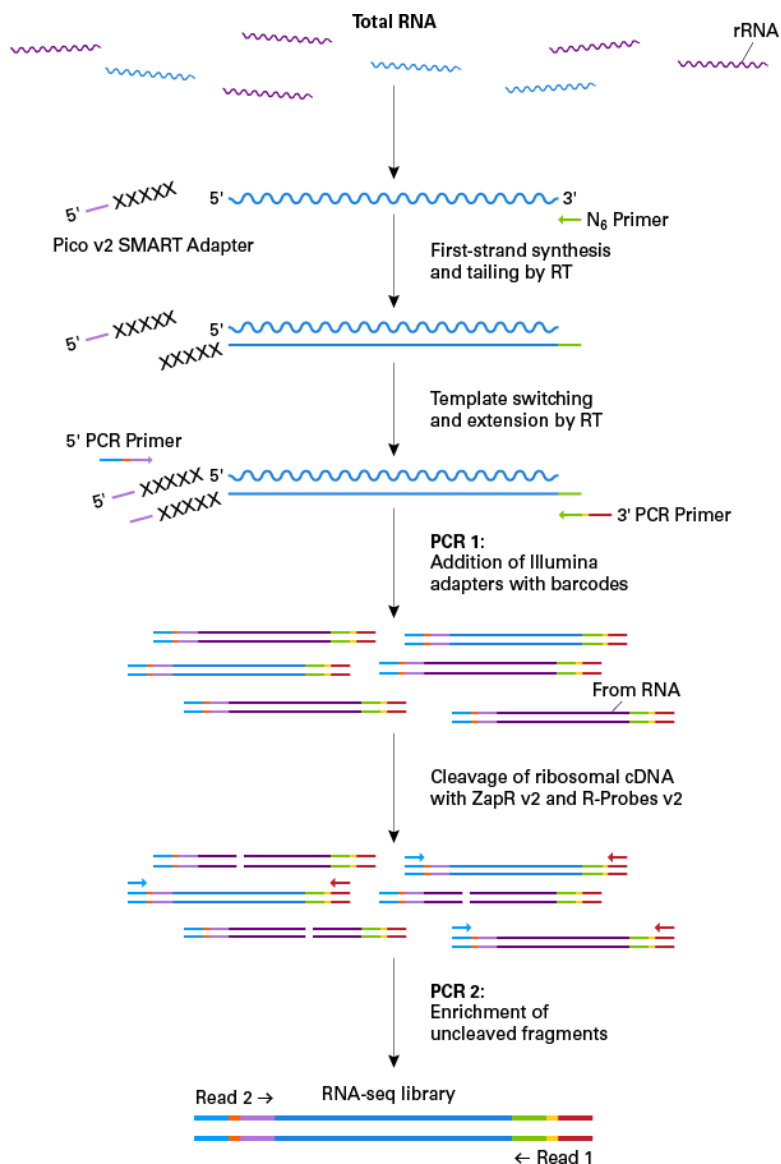 Total RNA
rRNA
5'
XXXXX
5'
3'
N6 Primer
Pico v2 SMART Adapter
First-strand synthesis
and tailing by RT
5'
XXXXX
5'
XXXXX
Template switching
and extension by RT
5' PCR Primer
5'
XXXXX
5'
XXXXX
3' PCR Primer
PCR 1:
Addition of Illumina
adapters with barcodes
From RNA
Cleavage of ribosomal cDNA
with ZapR v2 and R-Probes v2
PCR 2:
Enrichment of
uncleaved fragments
Read 2 →
RNA-seq library
← Read 1